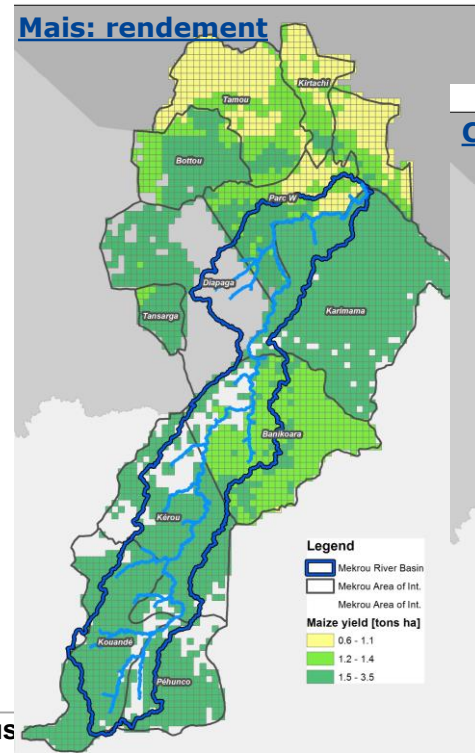 Mais: rendement
C
Kirtachi
Tamou
Bottou
Parc W
Diapaga
Karimama
Tansarga
Banikoara
Kérou
Kouandé
Péhunco
Legend
Mekrou River Basin
Mekrou Area of Int.
Mekrou Area of Int.
Maize yield [tons ha]
0.6 - 1.1
1.2 - 1.4
1.5 - 3.5
us